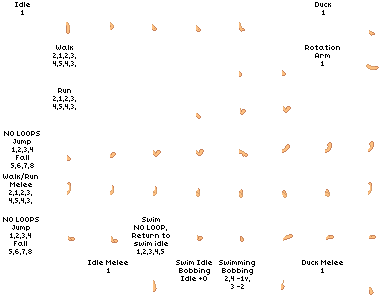 Idle
1
Duck
1
Walk
2,1,2,3,
4,5,4,3,
Rotation
Arm
1
Run
2,1,2,3,
4,5,4,3,
NO LOOPS
Jump
1,2,3,4
Fall
5,6,7,8
Walk/Run
Melee
2,1,2,3,
4,5,4,3,
NO LOOPS
Jump
1,2,3,4
Fall
5,6,7,8
Swim
NO LOOP,
Return to
swim idle
1,2,3,4,5
Idle Melee
1
Swim Idle
Bobbing
Idle +0
Swimming
Bobbing
2,4 -1v,
3 -2
Duck Melee
1